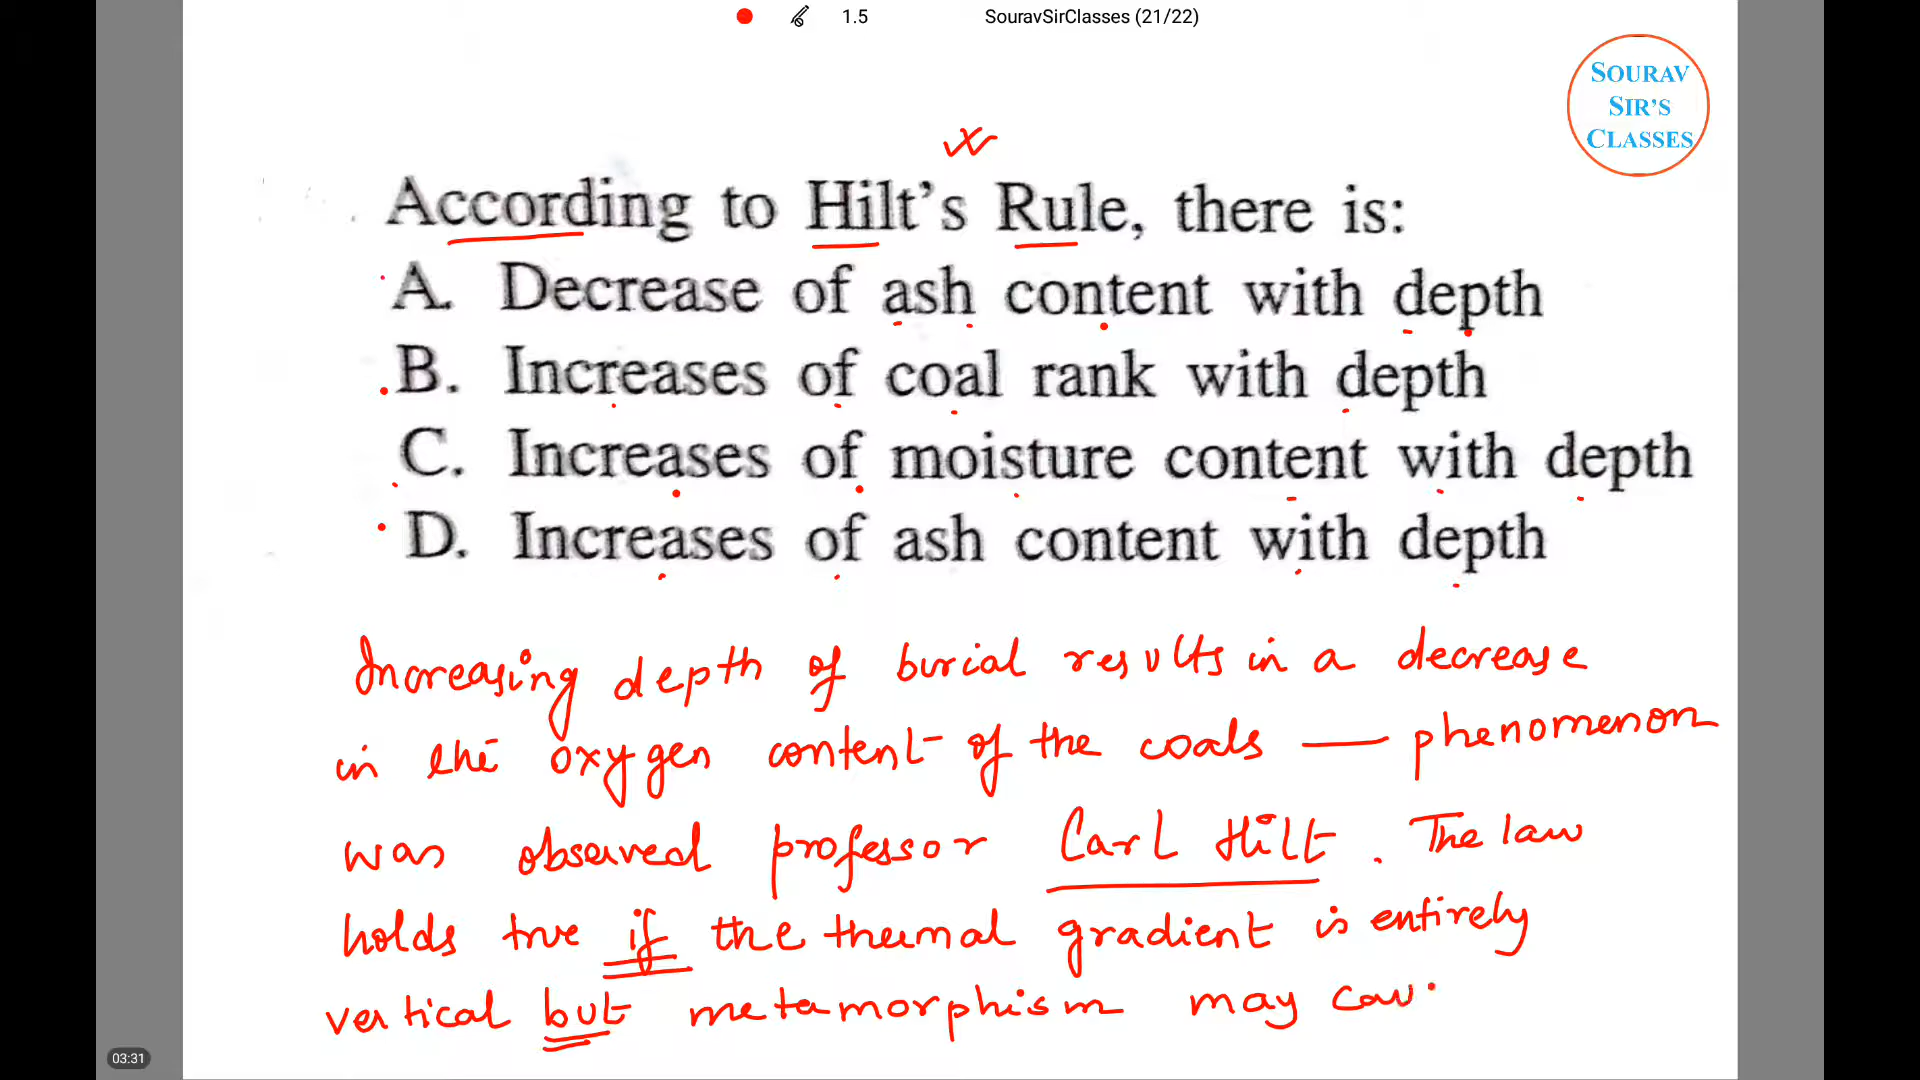 1.5 SouravSirClasses (21/22)
SOURAV
SIR'S
CLASSES
According to Hilt's Rule, there is:
A. Decrease of ash content with depth
B. Increases of coal rank with depth
C. Increases of moisture content with depth
D. Increases of ash content with depth
Increasing depth of burial results in a decrease
in the oxygen content of the coals — phenomenon
was observed professor Carl Hilt. The law
holds true if the thermal gradient is entirely
vertical but metamorphism may cau
03:31